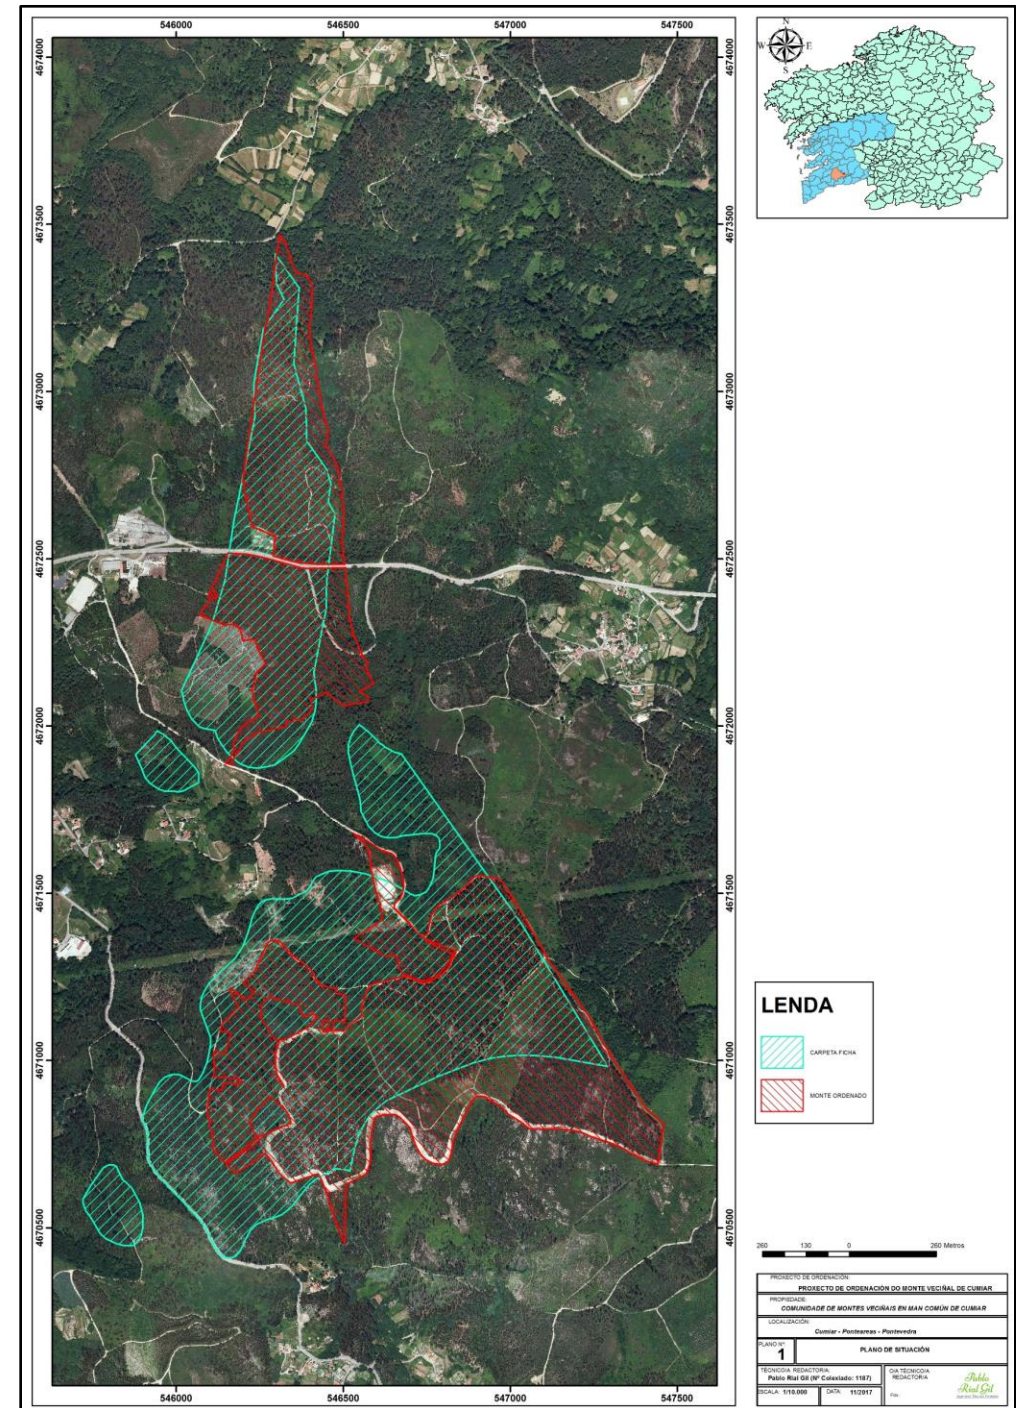 546000 546500 547000 547500
4674000 4674000
4673500 4673500
4673000 4673000
4672500 4672500
4672000 4672000
4671500 4671500
4671000 4671000
4670500 4670500
546000 546500 547000 547500
N
W E
S
LENDA
CARPETA FICHA
MONTE ORDENADO
260 130 0 260 Metros
PROXECTO DE ORDENACIÓN:
PROXECTO DE ORDENACIÓN DO MONTE VECIÑAL DE CUMIAR
PROPIEDADE:
COMUNIDADE DE MONTES VECIÑAIS EN MAN COMÚN DE CUMIAR
LOCALIZACIÓN:
Cumiar - Ponteareas - Pontevedra
PLANO Nº:
1
PLANO DE SITUACIÓN
TÉCNICO/A REDACTOR/A:
Pablo Rial Gil (Nº Colexiado: 1187)
O/A TÉCNICO/A
REDACTOR/A
ESCALA: 1/10.000 DATA: 11/2017
Pablo
Rial Gil